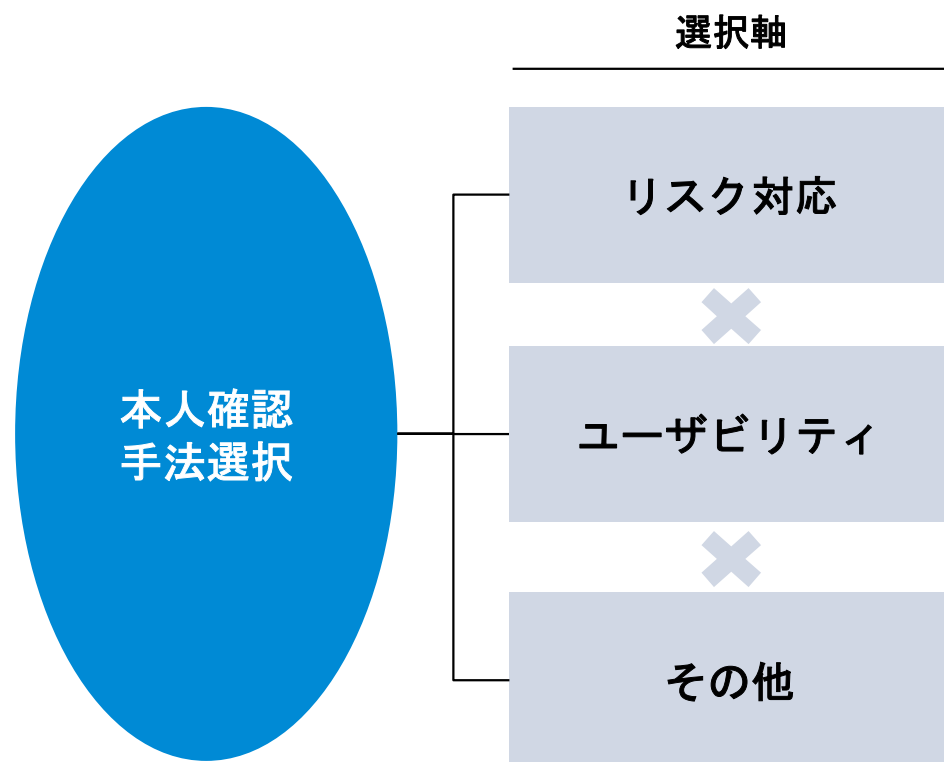 選択軸
本人確認
手法選択
リスク対応
ユーザビリティ
その他